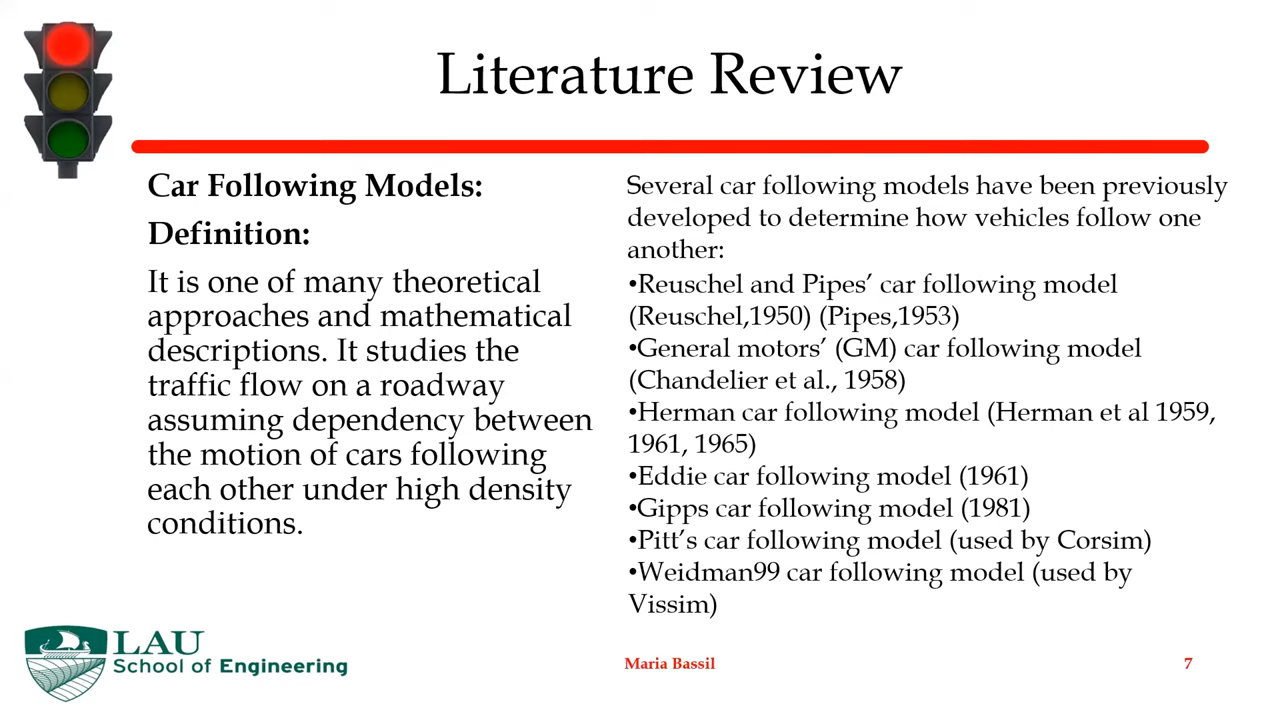 Literature Review
Car Following Models:
Definition:
It is one of many theoretical
approaches and mathematical
descriptions. It studies the
traffic flow on a roadway
assuming dependency between
the motion of cars following
each other under high density
conditions.
Several car following models have been previously
developed to determine how vehicles follow one
another:
•Reuschel and Pipes’ car following model
(Reuschel,1950) (Pipes,1953)
•General motors’ (GM) car following model
(Chandelier et al., 1958)
•Herman car following model (Herman et al 1959,
1961, 1965)
•Eddie car following model (1961)
•Gipps car following model (1981)
•Pitt’s car following model (used by Corsim)
•Weidman99 car following model (used by
Vissim)
LAU
School of Engineering
Maria Bassil
7